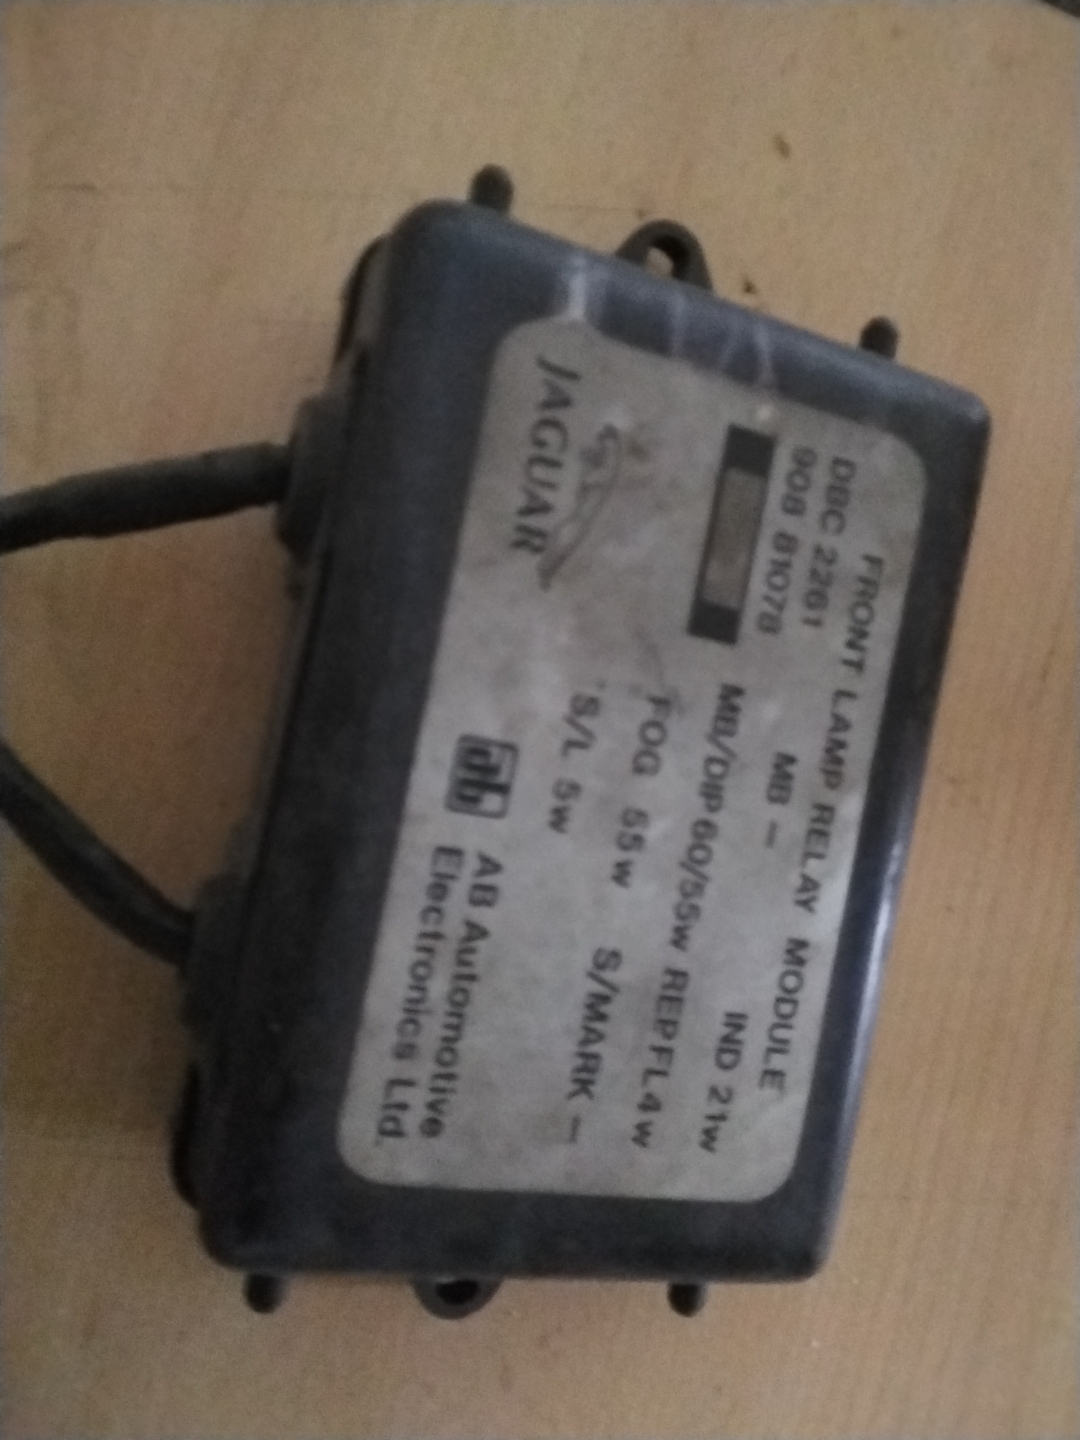 FRONT LAMP RELAY MODULE
DBC 2261
908 81078
MB -
IND 21w
MB/DIP 60/55w REP FL 4w
FOG 55w S/MARK -
S/L 5w
JAGUAR
ab
AB Automotive
Electronics Ltd.